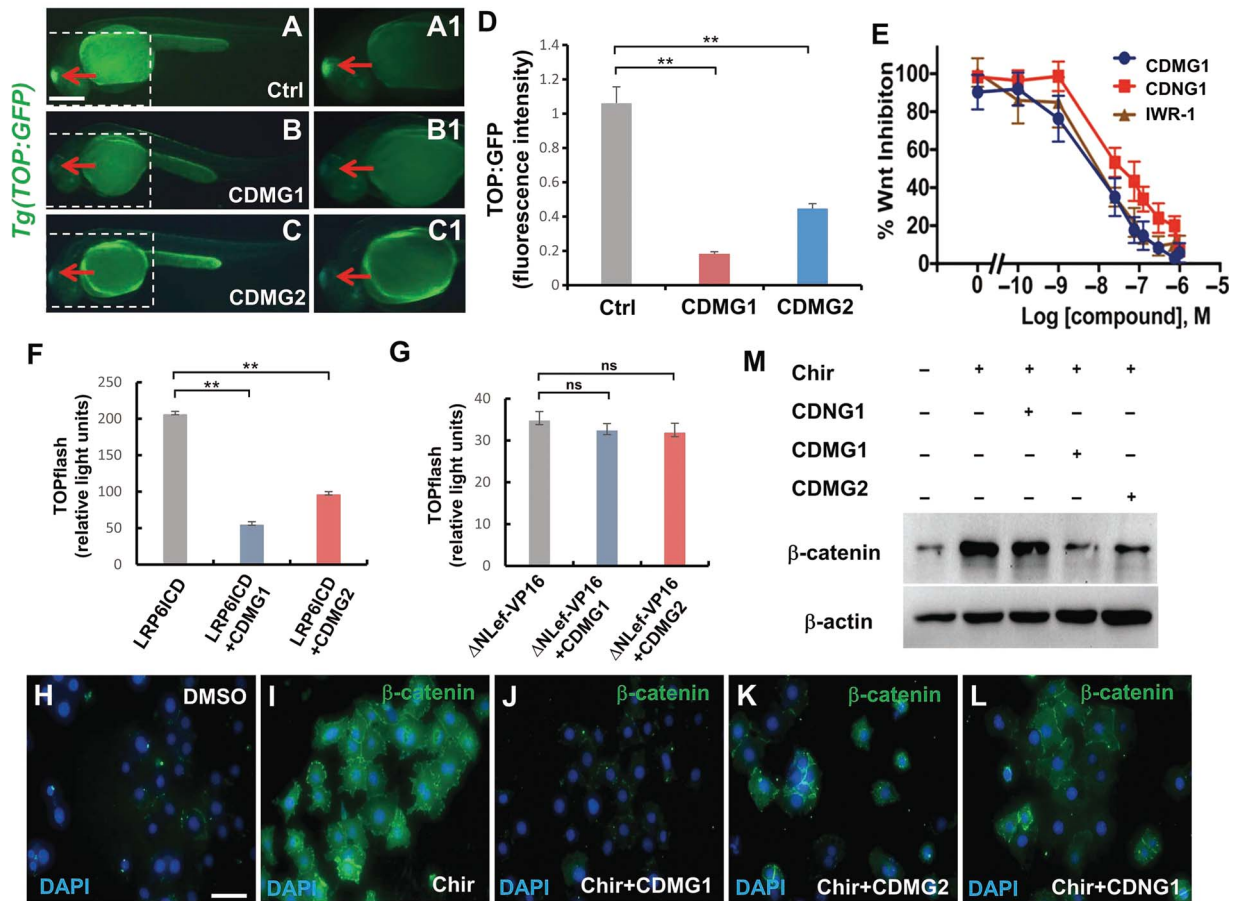 Tg(TOP:GFP)
A
Ctrl
A1
B
CDMG1
B1
C
CDMG2
C1
D
TOP:GFP
(fluorescence intensity)
1.4
1.2
1
0.8
0.6
0.4
0.2
0
**
**
Ctrl CDMG1 CDMG2
E
% Wnt Inhibiton
100
80
60
40
20
0
CDMG1
CDNG1
IWR-1
0 −10 −9 −8 −7 −6 −5
Log [compound], M
F
TOPflash
(relative light units)
250
200
150
100
50
0
**
**
LRP6ICD
LRP6ICD
+CDMG1
LRP6ICD
+CDMG2
G
TOPflash
(relative light units)
40
30
20
10
0
ns
ns
ΔNLef-VP16
ΔNLef-VP16
+CDMG1
ΔNLef-VP16
+CDMG2
M
Chir – + + + +
CDNG1 – – + – –
CDMG1 – – – + –
CDMG2 – – – – +
β-catenin
β-actin
H
DMSO
DAPI
I
β-catenin
Chir
J
β-catenin
DAPI
Chir+CDMG1
K
β-catenin
DAPI
Chir+CDMG2
L
β-catenin
DAPI
Chir+CDNG1